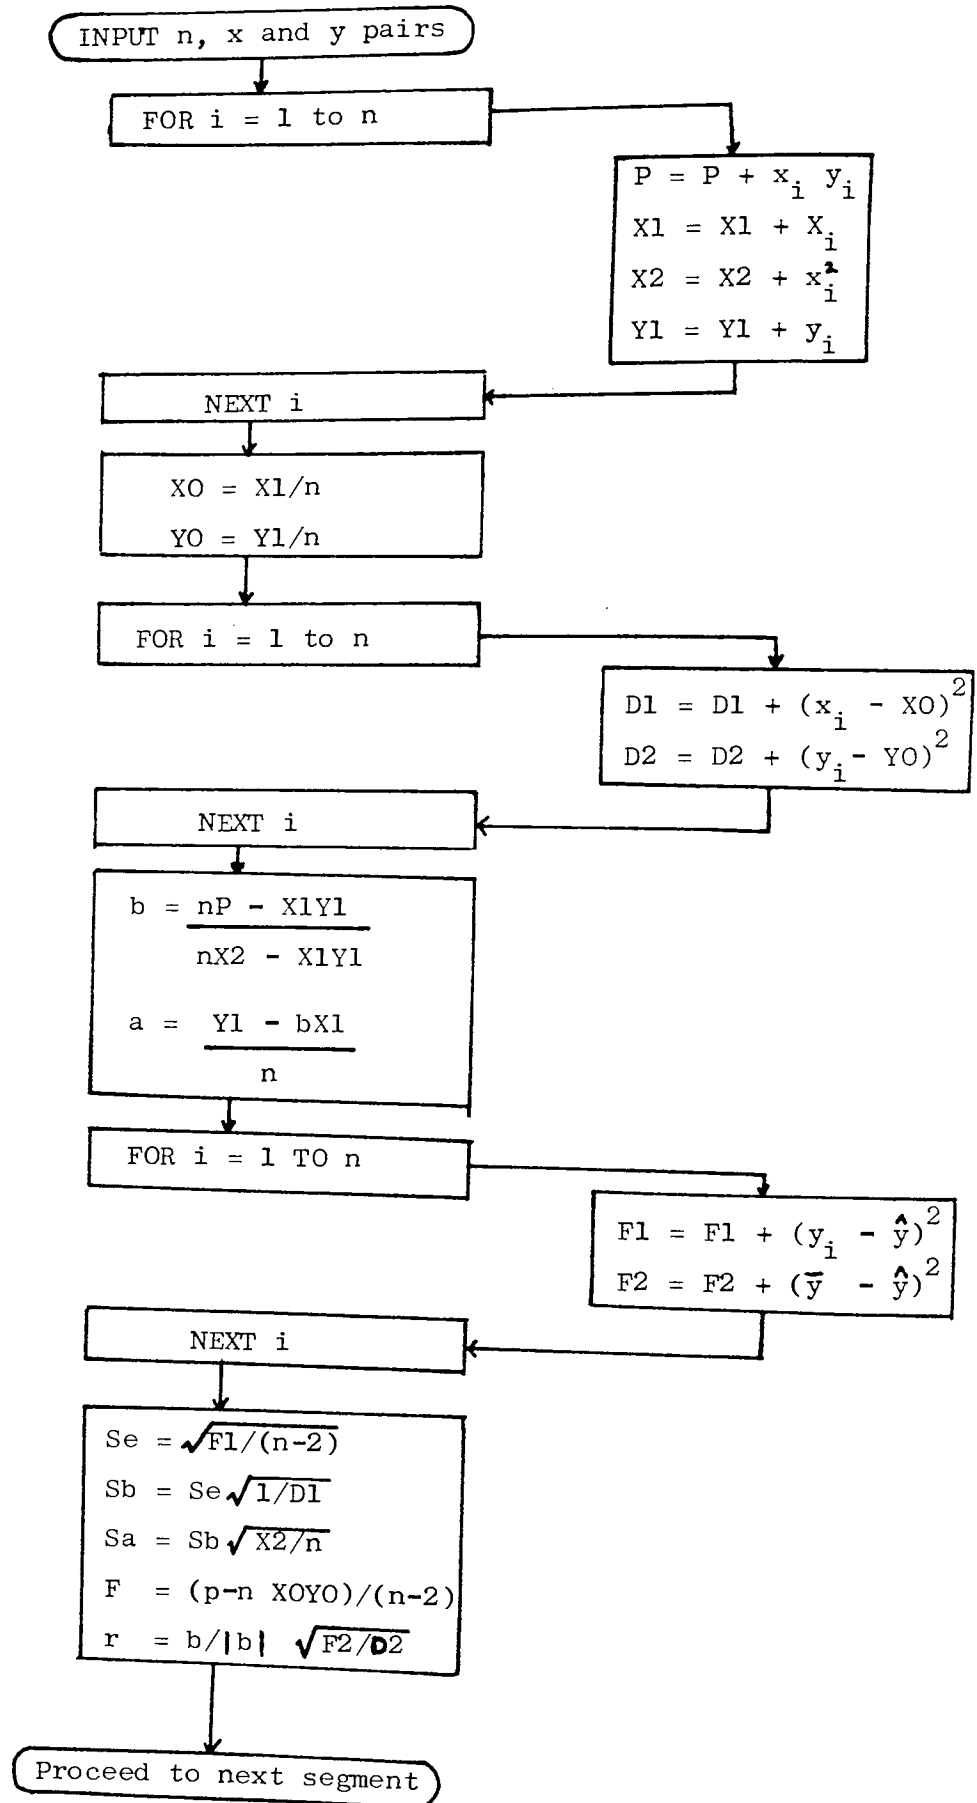 INPUT n, x and y pairs
FOR i = 1 to n
P = P + x_i y_i
X1 = X1 + X_i
X2 = X2 + x_i^2
Y1 = Y1 + y_i
NEXT i
XO = X1/n
YO = Y1/n
FOR i = 1 to n
D1 = D1 + (x_i - XO)^2
D2 = D2 + (y_i - YO)^2
NEXT i
b = nP - X1Y1
nX2 - X1Y1
a = Y1 - bX1
n
FOR i = 1 TO n
F1 = F1 + (y_i - ŷ)^2
F2 = F2 + (ȳ - ŷ)^2
NEXT i
Se = √F1/(n-2)
Sb = Se√1/D1
Sa = Sb√X2/n
F = (p-n XOYO)/(n-2)
r = b/|b| √F2/D2
Proceed to next segment